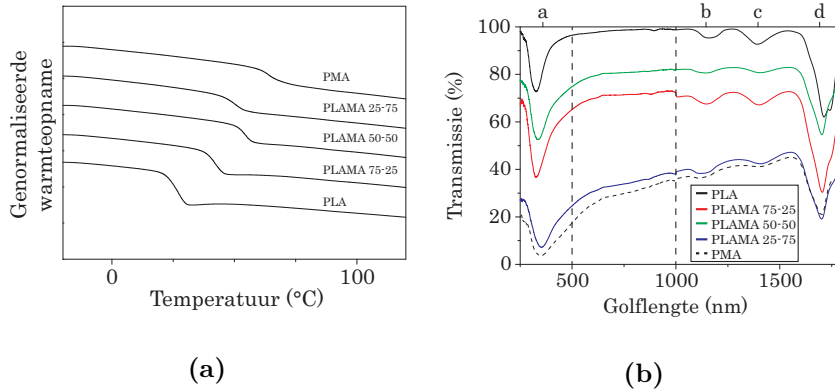 Genormaliseerde
warmteopname
PMA
PLAMA 25-75
PLAMA 50-50
PLAMA 75-25
PLA
0
100
Temperatuur (°C)
(a)
a
b
c
d
100
80
60
40
20
0
Transmissie (%)
PLA
PLAMA 75-25
PLAMA 50-50
PLAMA 25-75
PMA
500
1000
1500
Golflengte (nm)
(b)